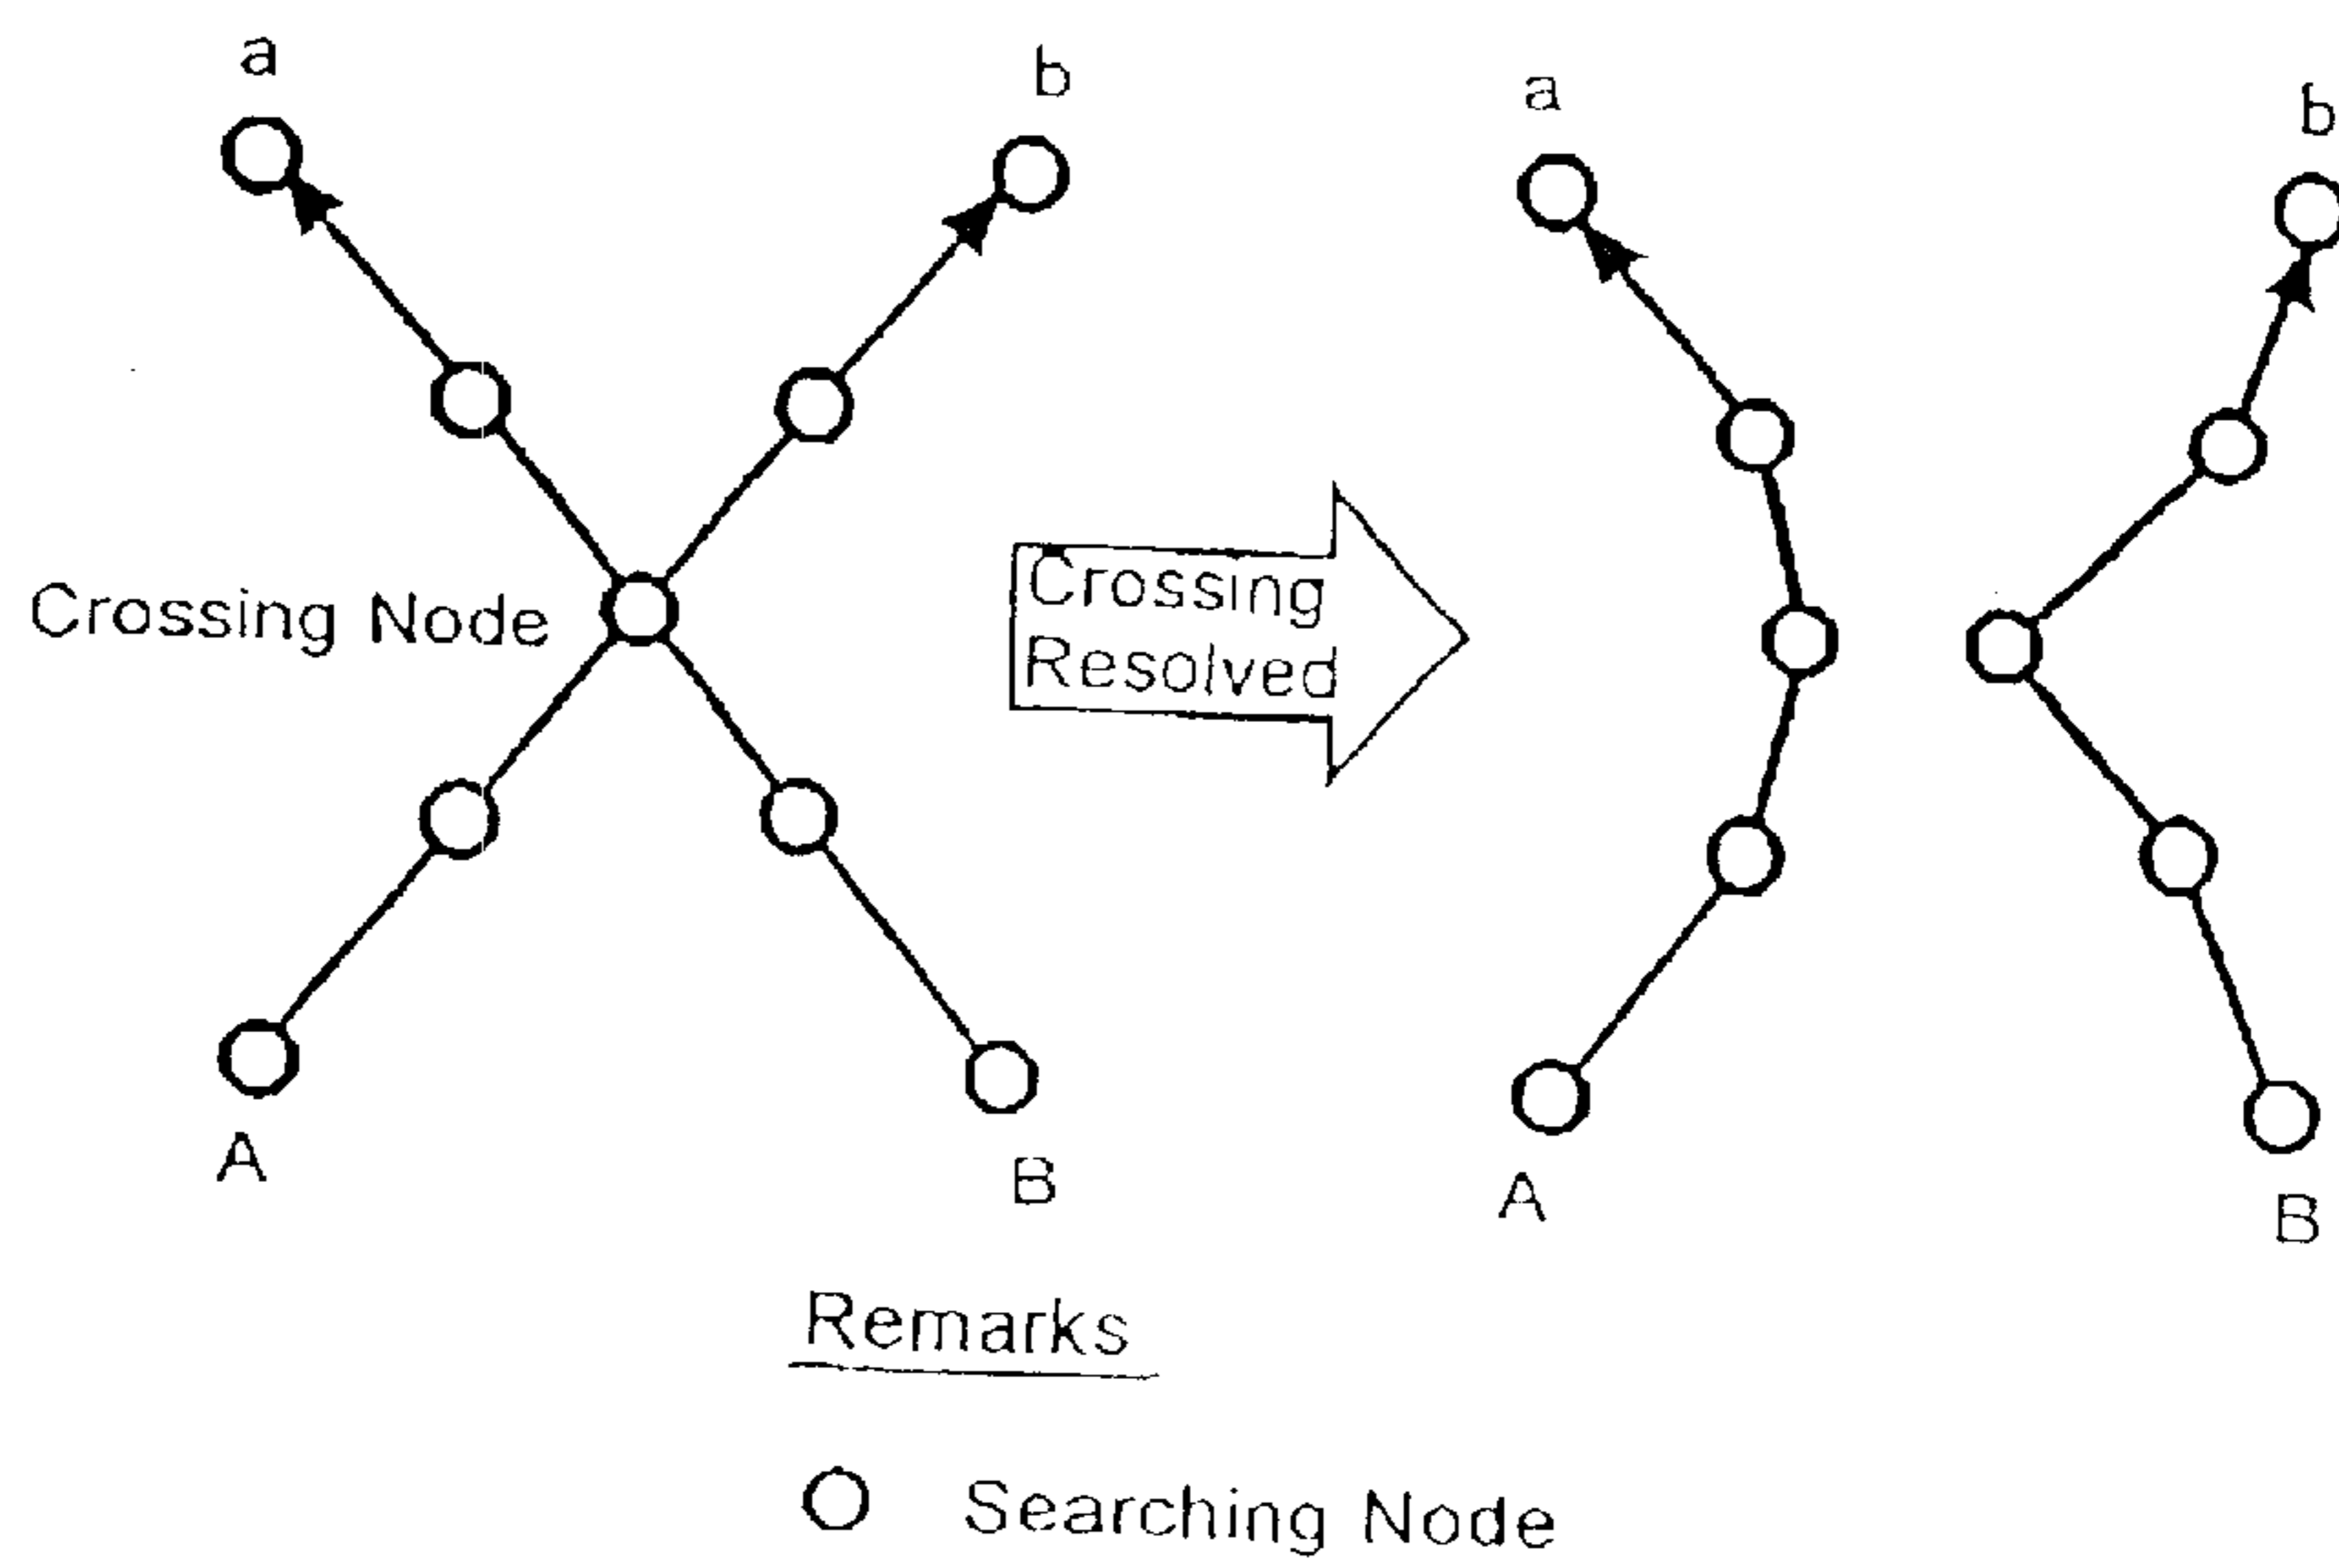 a
b
a
b
Crossing Node
Crossing
Resolved
A
B
A
B
Remarks
Searching Node